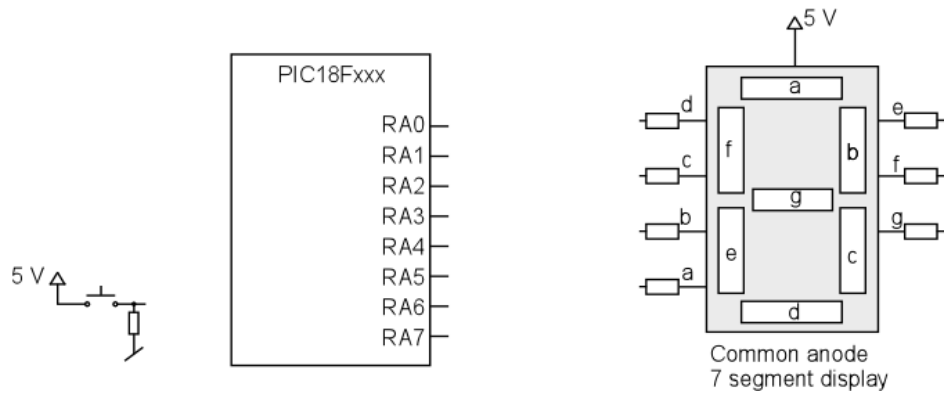 5 V
PIC18Fxxx
RA0
RA1
RA2
RA3
RA4
RA5
RA6
RA7
5 V
a
d
e
c
f
b
f
g
b
g
e
c
a
d
Common anode
7 segment display